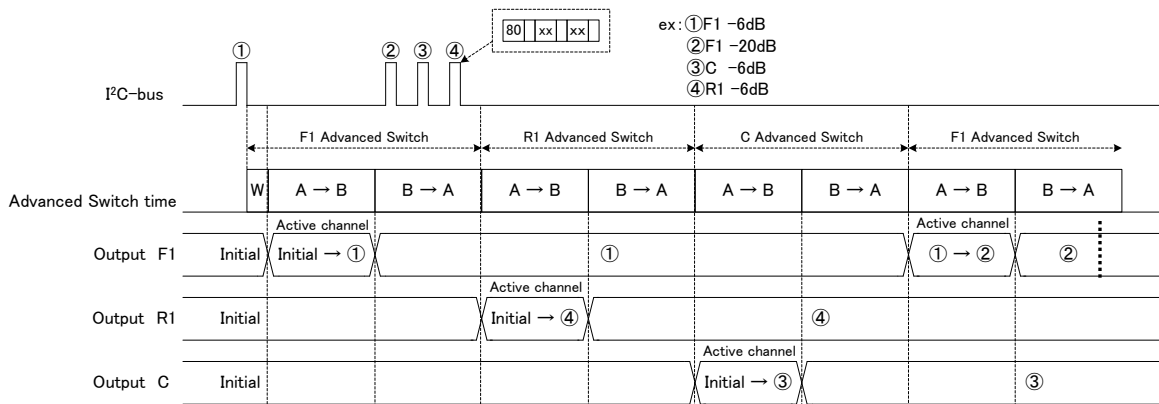 80 xx xx
ex: ①F1 -6dB
②F1 -20dB
③C -6dB
④R1 -6dB
① ② ③ ④
I²C-bus
F1 Advanced Switch R1 Advanced Switch C Advanced Switch F1 Advanced Switch
Advanced Switch time W A → B B → A A → B B → A A → B B → A A → B B → A
Active channel Active channel
Output F1 Initial Initial → ① ① ① → ② ②
Active channel
Output R1 Initial Initial → ④ ④
Active channel
Output C Initial Initial → ③ ③